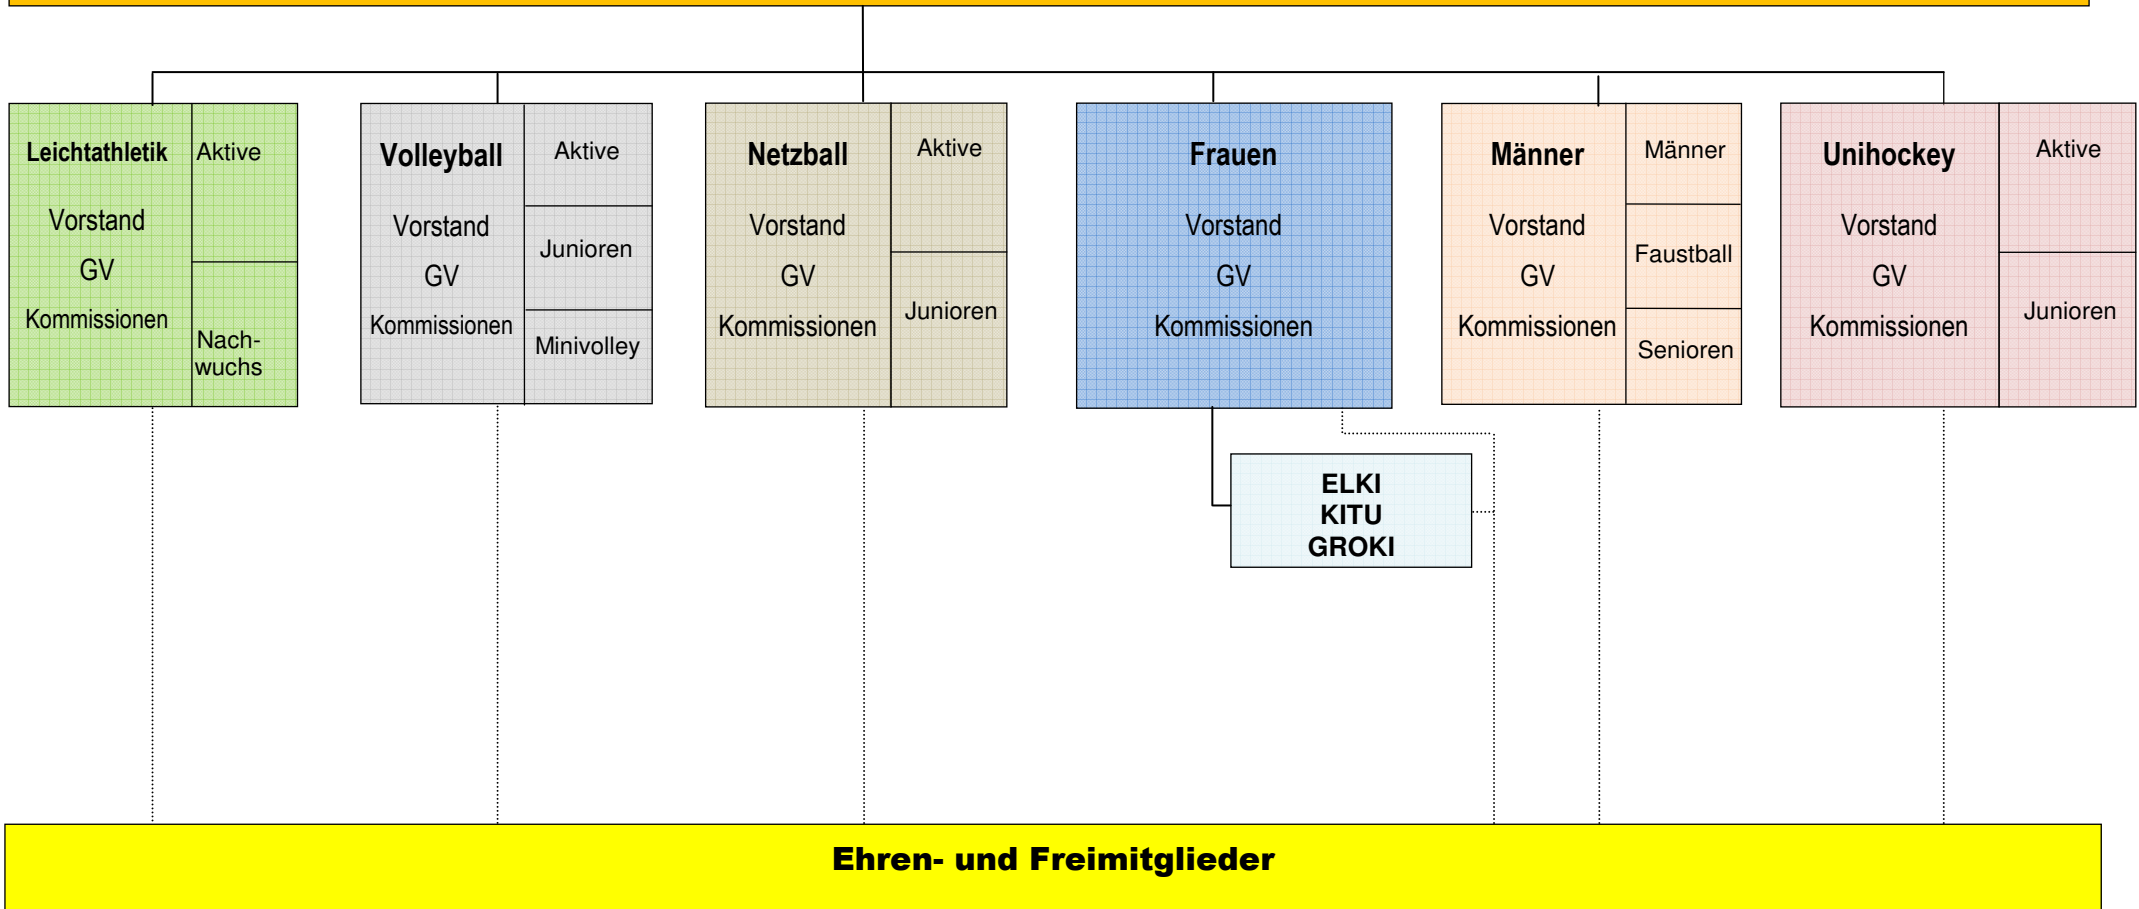 Leichtathletik
Vorstand
GV
Kommissionen
Aktive
Nach-
wuchs
Volleyball
Vorstand
GV
Kommissionen
Aktive
Junioren
Minivolley
Netzball
Vorstand
GV
Kommissionen
Aktive
Junioren
Frauen
Vorstand
GV
Kommissionen
Männer
Vorstand
GV
Kommissionen
Männer
Faustball
Senioren
Unihockey
Vorstand
GV
Kommissionen
Aktive
Junioren
ELKI
KITU
GROKI
Ehren- und Freimitglieder